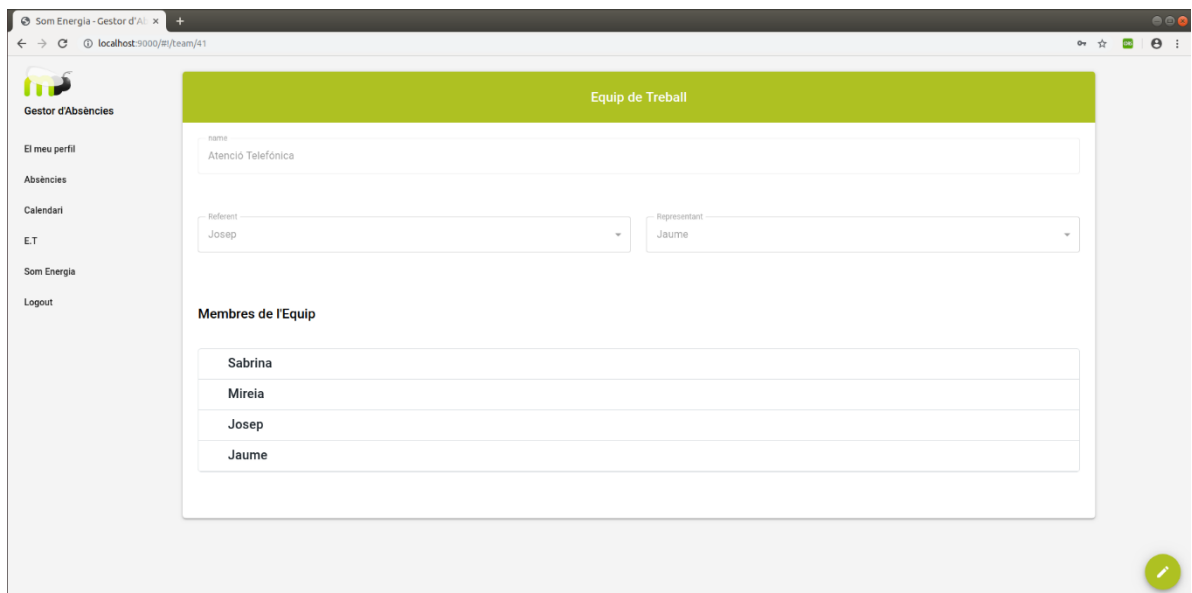 Som Energia - Gestor d'Al
localhost:9000/#!/team/41
Gestor d'Absències
El meu perfil
Absències
Calendari
E.T
Som Energia
Logout
Equip de Treball
name
Atenció Telefónica
Referent
Josep
Representant
Jaume
Membres de l'Equip
Sabrina
Mireia
Josep
Jaume